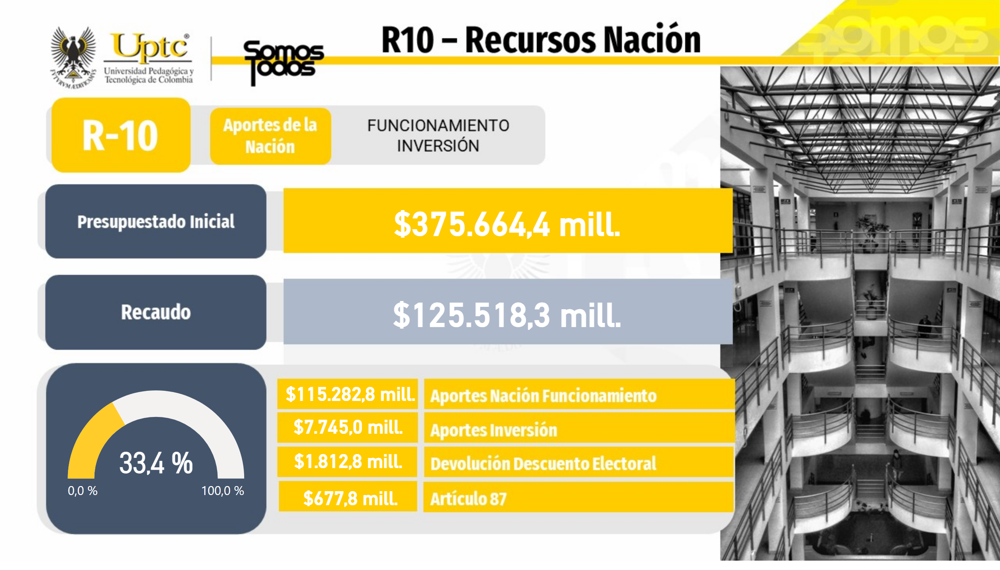 R10 – Recursos Nación
Uptc®
Universidad Pedagógica y
Tecnológica de Colombia
FVTVRVM ÆDIFICAMVS
Somos
Todos
Somos
Todos
R-10
Aportes de la
Nación
FUNCIONAMIENTO
INVERSIÓN
Presupuestado Inicial
$375.664,4 mill.
Recaudo
$125.518,3 mill.
33,4 %
0,0 %
100,0 %
$115.282,8 mill.
Aportes Nación Funcionamiento
$7.745,0 mill.
Aportes Inversión
$1.812,8 mill.
Devolución Descuento Electoral
$677,8 mill.
Artículo 87